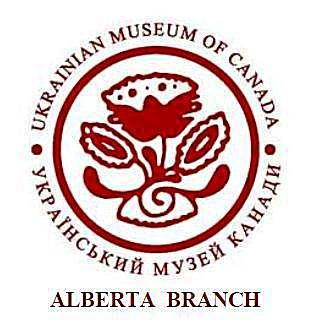 UKRAINIAN MUSEUM OF CANADA
УКРАЇНСЬКИЙ МУЗЕЙ КАНАДИ
ALBERTA BRANCH